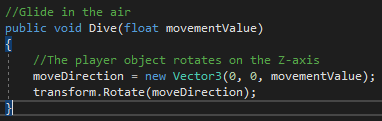 //Glide in the air
public void Dive(float movementValue)
{
//The player object rotates on the Z-axis
moveDirection = new Vector3(0, 0, movementValue);
transform.Rotate(moveDirection);
}